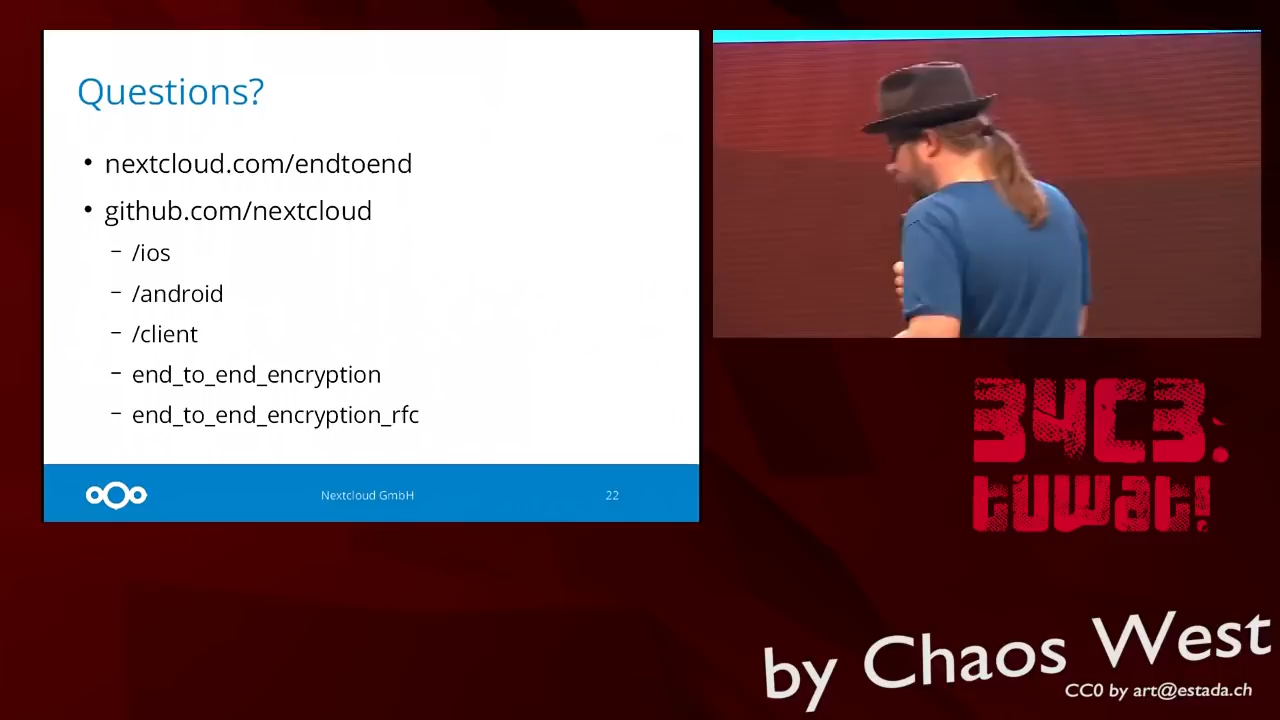 Questions?
• nextcloud.com/endtoend
• github.com/nextcloud
– /ios
– /android
– /client
– end_to_end_encryption
– end_to_end_encryption_rfc
Nextcloud GmbH
22
34C3.
tuwat!
by Chaos West
CC0 by art@estada.ch